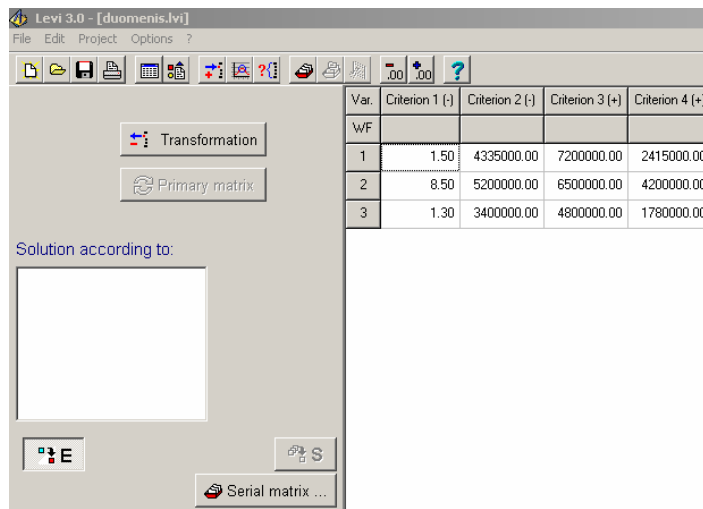 Levi 3.0 - [duomenis.lvi]
File Edit Project Options ?
.00 .00 ?
Transformation
Primary matrix
Solution according to:
E
S
Serial matrix ...
Var. Criterion 1 (-) Criterion 2 (-) Criterion 3 (+) Criterion 4 (+)
WF
1 1.50 4335000.00 7200000.00 2415000.00
2 8.50 5200000.00 6500000.00 4200000.00
3 1.30 3400000.00 4800000.00 1780000.00